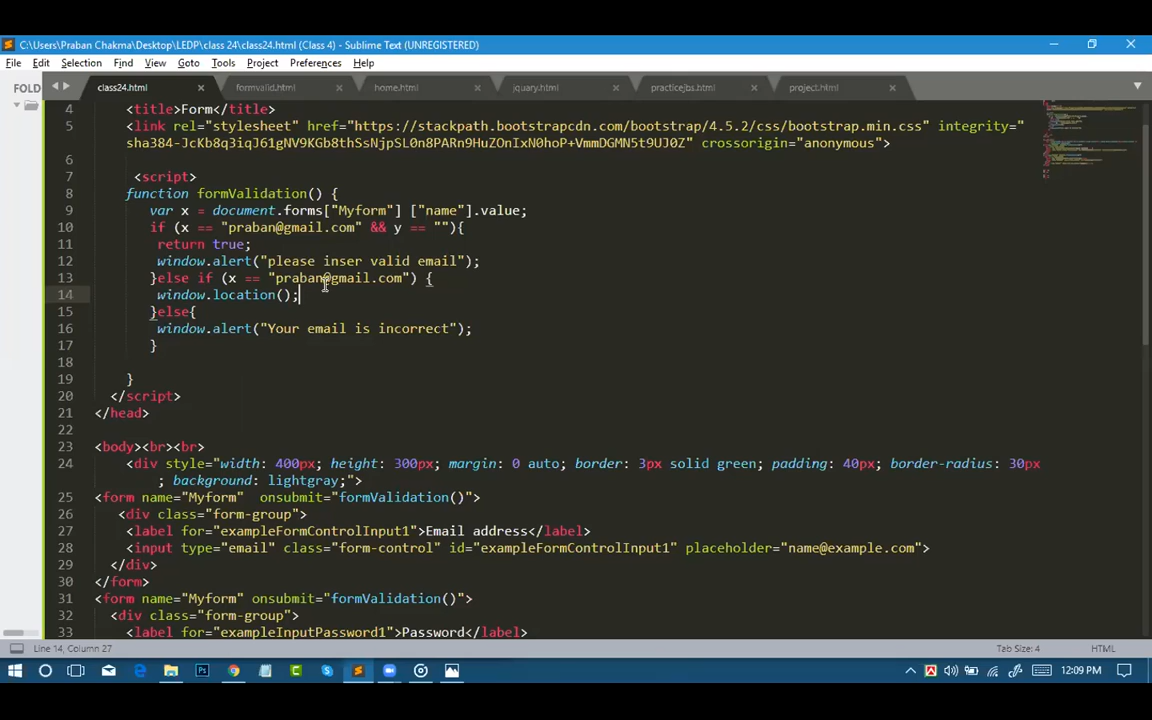 C:\Users\Praban Chakma\Desktop\LEDP\class 24\class24.html (Class 4) - Sublime Text (UNREGISTERED)
File Edit Selection Find View Goto Tools Project Preferences Help
FOLD
class24.html formvalid.html home.html jquary.html practicejbs.html project.html
4 <title>Form</title>
5 <link rel="stylesheet" href="https://stackpath.bootstrapcdn.com/bootstrap/4.5.2/css/bootstrap.min.css" integrity="
sha384-JcKb8q3iqJ61gNV9KGb8thSsNjpSL0n8PARn9HuZOnIxN0hoP+VmmDGMN5t9UJ0Z" crossorigin="anonymous">
6
7 <script>
8 function formValidation() {
9 var x = document.forms["Myform"] ["name"].value;
10 if (x == "praban@gmail.com" && y == ""){
11 return true;
12 window.alert("please inser valid email");
13 }else if (x == "praban@gmail.com") {
14 window.location();
15 }else{
16 window.alert("Your email is incorrect");
17 }
18
19 }
20 </script>
21 </head>
22
23 <body><br><br>
24 <div style="width: 400px; height: 300px; margin: 0 auto; border: 3px solid green; padding: 40px; border-radius: 30px
; background: lightgray;">
25 <form name="Myform" onsubmit="formValidation()">
26 <div class="form-group">
27 <label for="exampleFormControlInput1">Email address</label>
28 <input type="email" class="form-control" id="exampleFormControlInput1" placeholder="name@example.com">
29 </div>
30 </form>
31 <form name="Myform" onsubmit="formValidation()">
32 <div class="form-group">
33 <label for="exampleInputPassword1">Password</label>
Line 14, Column 27 Tab Size: 4 HTML
12:09 PM